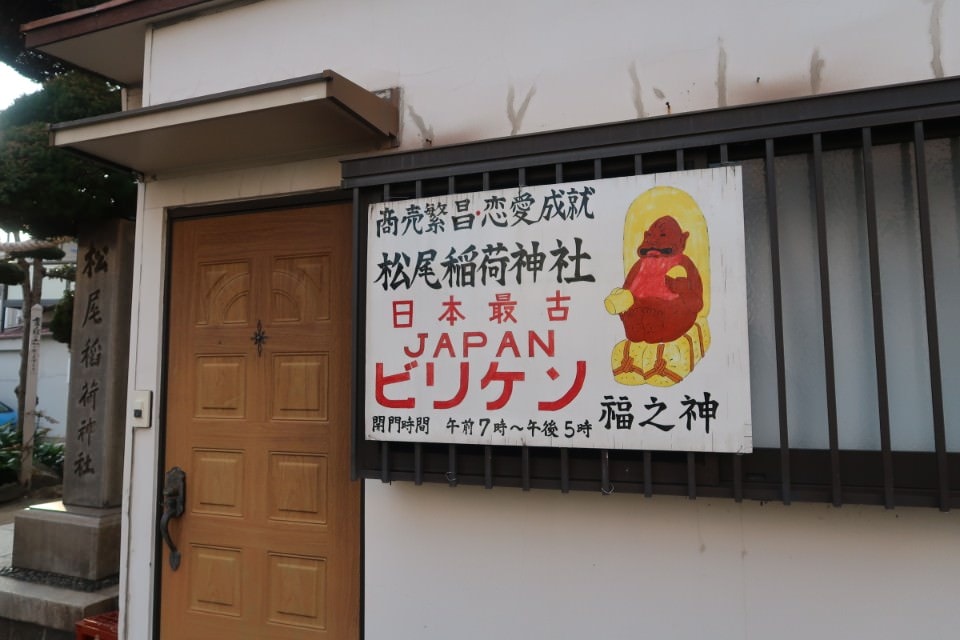 商売繁昌・恋愛成就
松尾稲荷神社
日本最古
JAPAN
ビリケン
開門時間 午前7時〜午後5時
福之神
松尾稲荷神社